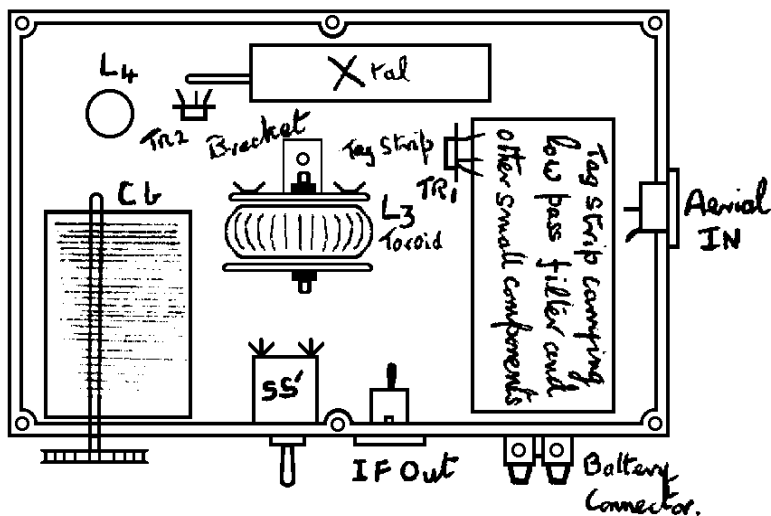 L4
Xtal
TR2
Bracket
Tag Strip
TR1
C6
L3
Toroid
Tag Strip carrying
low pass filter and
other small components
Aerial
IN
SS'
IF Out
Battery
Connector.